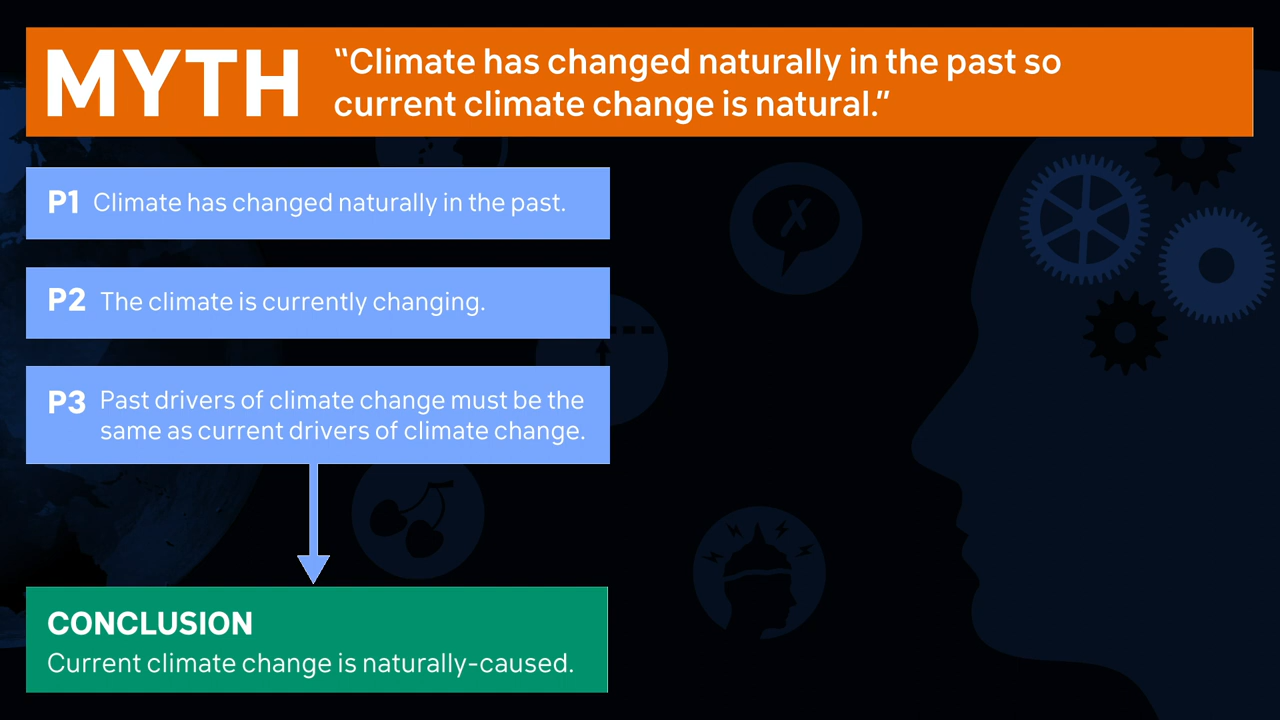 MYTH
“Climate has changed naturally in the past so
current climate change is natural.”
P1 Climate has changed naturally in the past.
P2 The climate is currently changing.
P3 Past drivers of climate change must be the
same as current drivers of climate change.
CONCLUSION
Current climate change is naturally-caused.
X